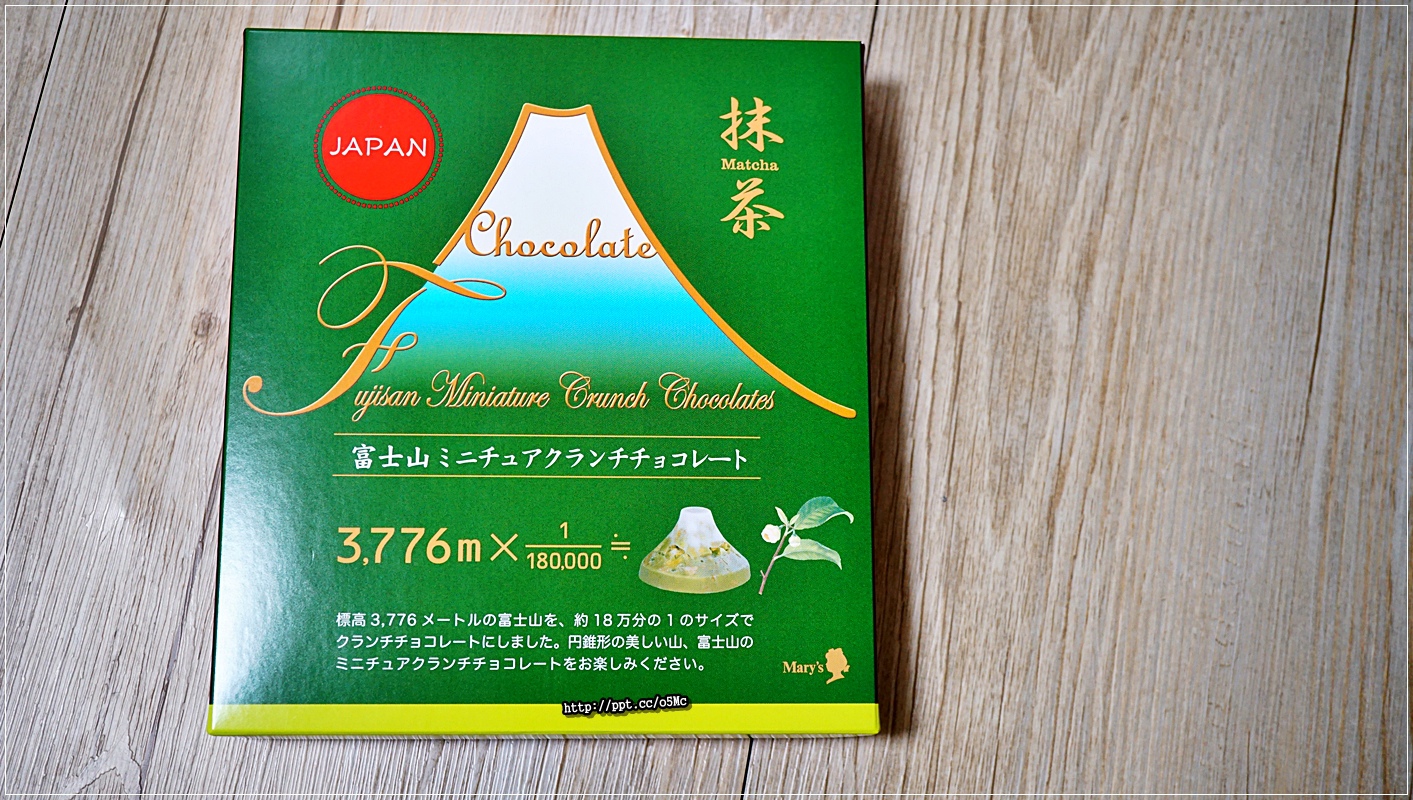 JAPAN
抹
Matcha
茶
Chocolate
Fujisan Miniature Crunch Chocolates
富士山ミニチュアクランチチョコレート
3,776m×1/180,000≒
標高3,776メートルの富士山を、約18万分の1のサイズで
クランチチョコレートにしました。円錐形の美しい山、富士山の
ミニチュアクランチチョコレートをお楽しみください。
Mary's
http://ppt.cc/o5Mc